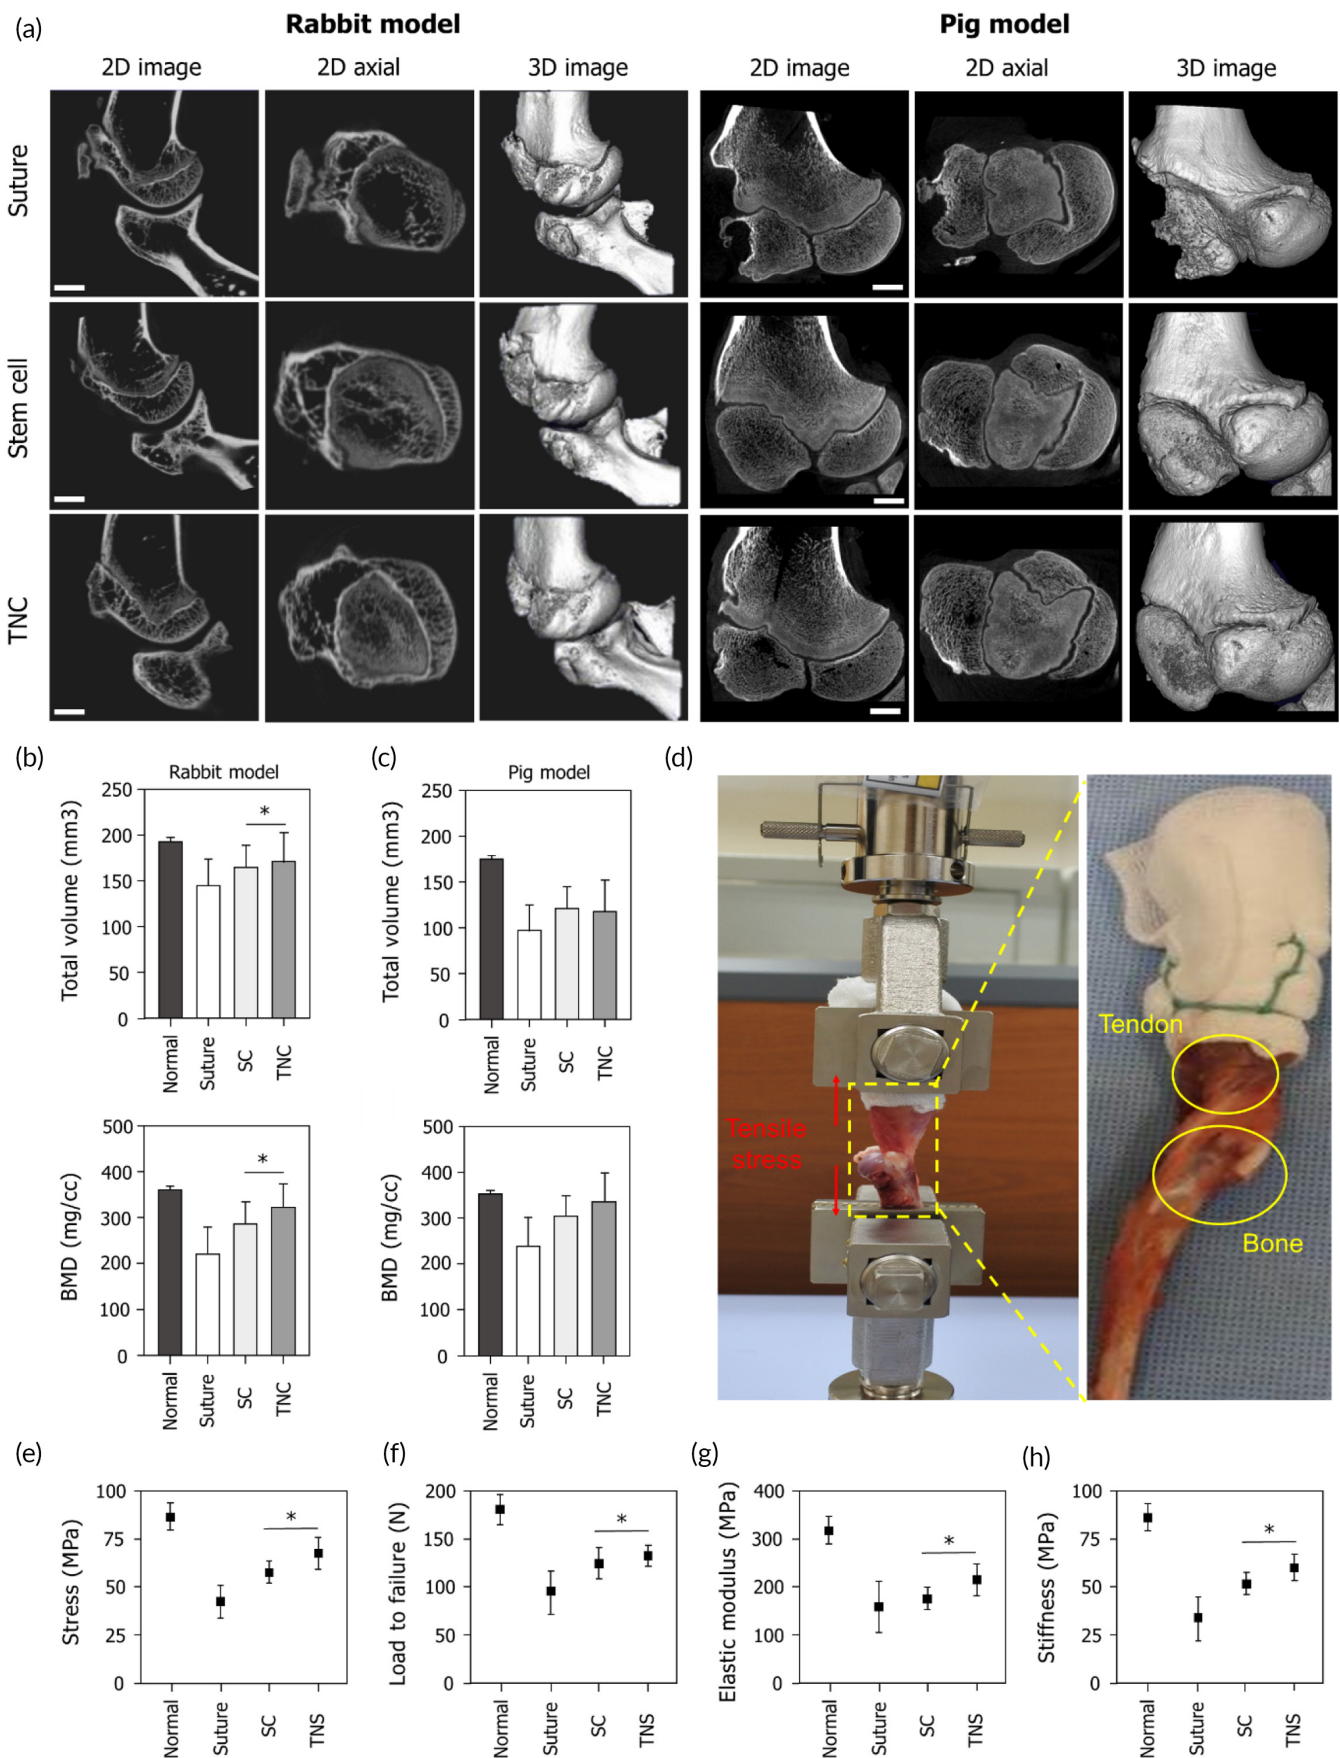 (a)
Rabbit model
Pig model
2D image
2D axial
3D image
2D image
2D axial
3D image
Suture
Stem cell
TNC
(b)
Rabbit model
Total volume (mm3)
250
200
150
100
50
0
*
Normal
Suture
SC
TNC
BMD (mg/cc)
500
400
300
200
100
0
*
Normal
Suture
SC
TNC
(c)
Pig model
Total volume (mm3)
250
200
150
100
50
0
Normal
Suture
SC
TNC
BMD (mg/cc)
500
400
300
200
100
0
Normal
Suture
SC
TNC
(d)
Tensile
stress
Tendon
Bone
(e)
Stress (MPa)
100
75
50
25
0
*
Normal
Suture
SC
TNS
(f)
Load to failure (N)
200
150
100
50
0
*
Normal
Suture
SC
TNS
(g)
Elastic modulus (MPa)
400
300
200
100
0
*
Normal
Suture
SC
TNS
(h)
Stiffness (MPa)
100
75
50
25
0
*
Normal
Suture
SC
TNS